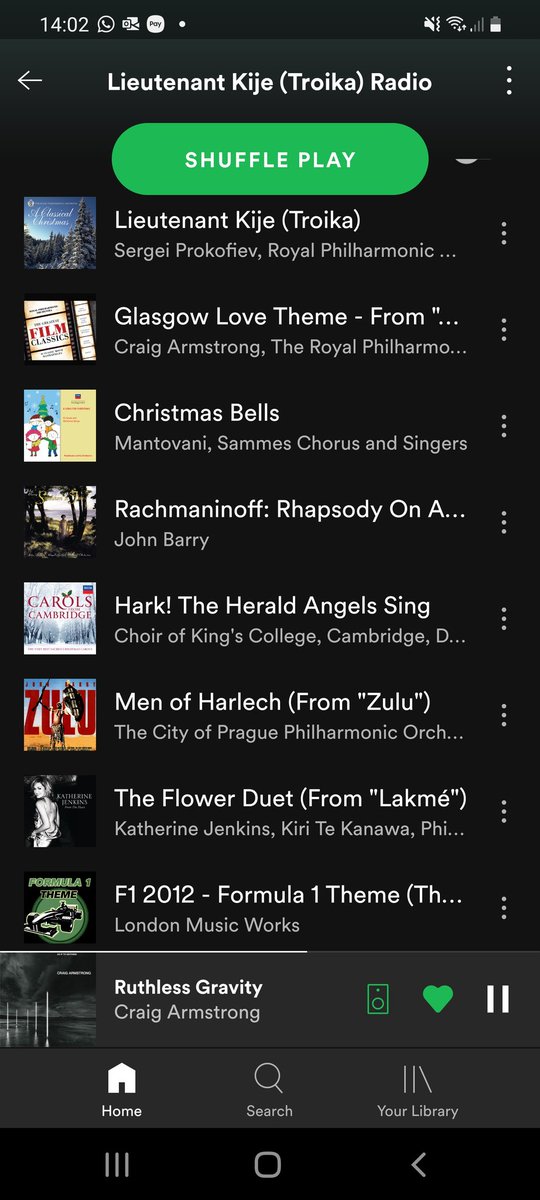 14:02
Pay
Lieutenant Kije (Troika) Radio
SHUFFLE PLAY
A Classical
Christmas
Lieutenant Kije (Troika)
Sergei Prokofiev, Royal Philharmonic ...
FILM
CLASSICS
Glasgow Love Theme - From "...
Craig Armstrong, The Royal Philharmo...
Christmas Bells
Mantovani, Sammes Chorus and Singers
Rachmaninoff: Rhapsody On A...
John Barry
CAROLS
FROM
CAMBRIDGE
Hark! The Herald Angels Sing
Choir of King's College, Cambridge, D...
ZULU
Men of Harlech (From "Zulu")
The City of Prague Philharmonic Orch...
KATHERINE
JENKINS
The Flower Duet (From "Lakmé")
Katherine Jenkins, Kiri Te Kanawa, Phi...
FORMULA 1
THEME
F1 2012 - Formula 1 Theme (Th...
London Music Works
CRAIG ARMSTRONG
Ruthless Gravity
Craig Armstrong
Home
Search
Your Library